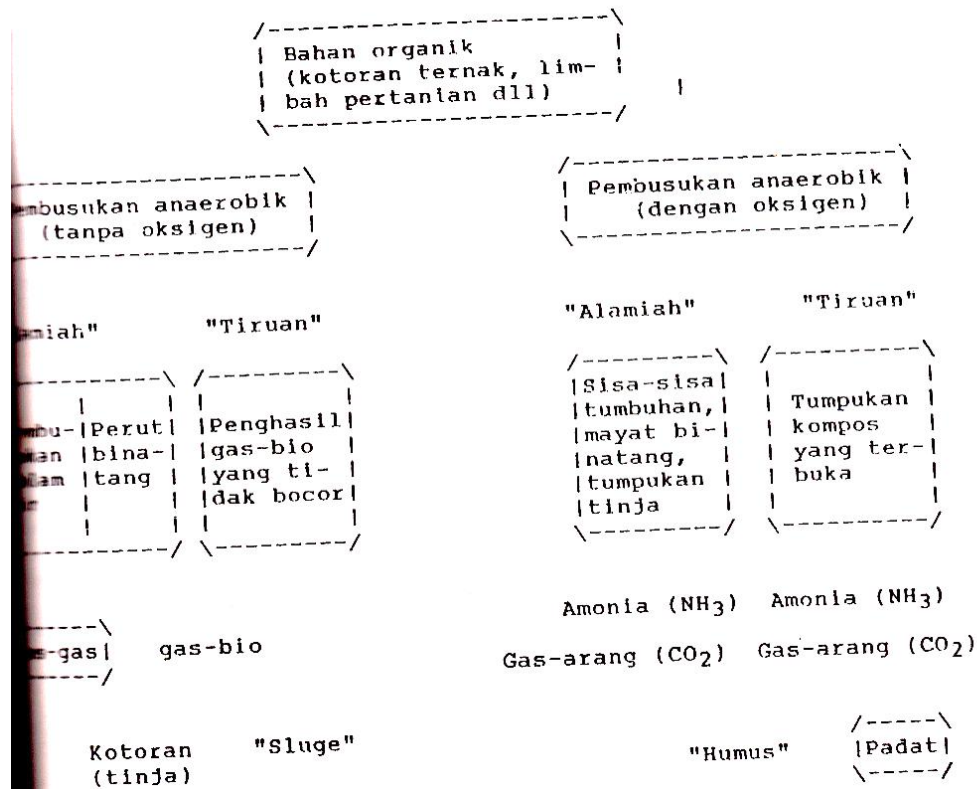 Bahan organik
(kotoran ternak, lim-
bah pertanian dll)
anaerobik
(tanpa oksigen)
Pembusukan anaerobik
(dengan oksigen)
"Tiruan"
"Alamiah"
"Tiruan"
Perut
bina-
tang
Penghasil
gas-bio
yang ti-
dak bocor
Sisa-sisa
tumbuhan,
mayat bi-
natang,
tumpukan
tinja
Tumpukan
kompos
yang ter-
buka
Amonia (NH3)
Amonia (NH3)
gas-bio
Gas-arang (CO2)
Gas-arang (CO2)
Kotoran
(tinja)
"Sluge"
"Humus"
Padat